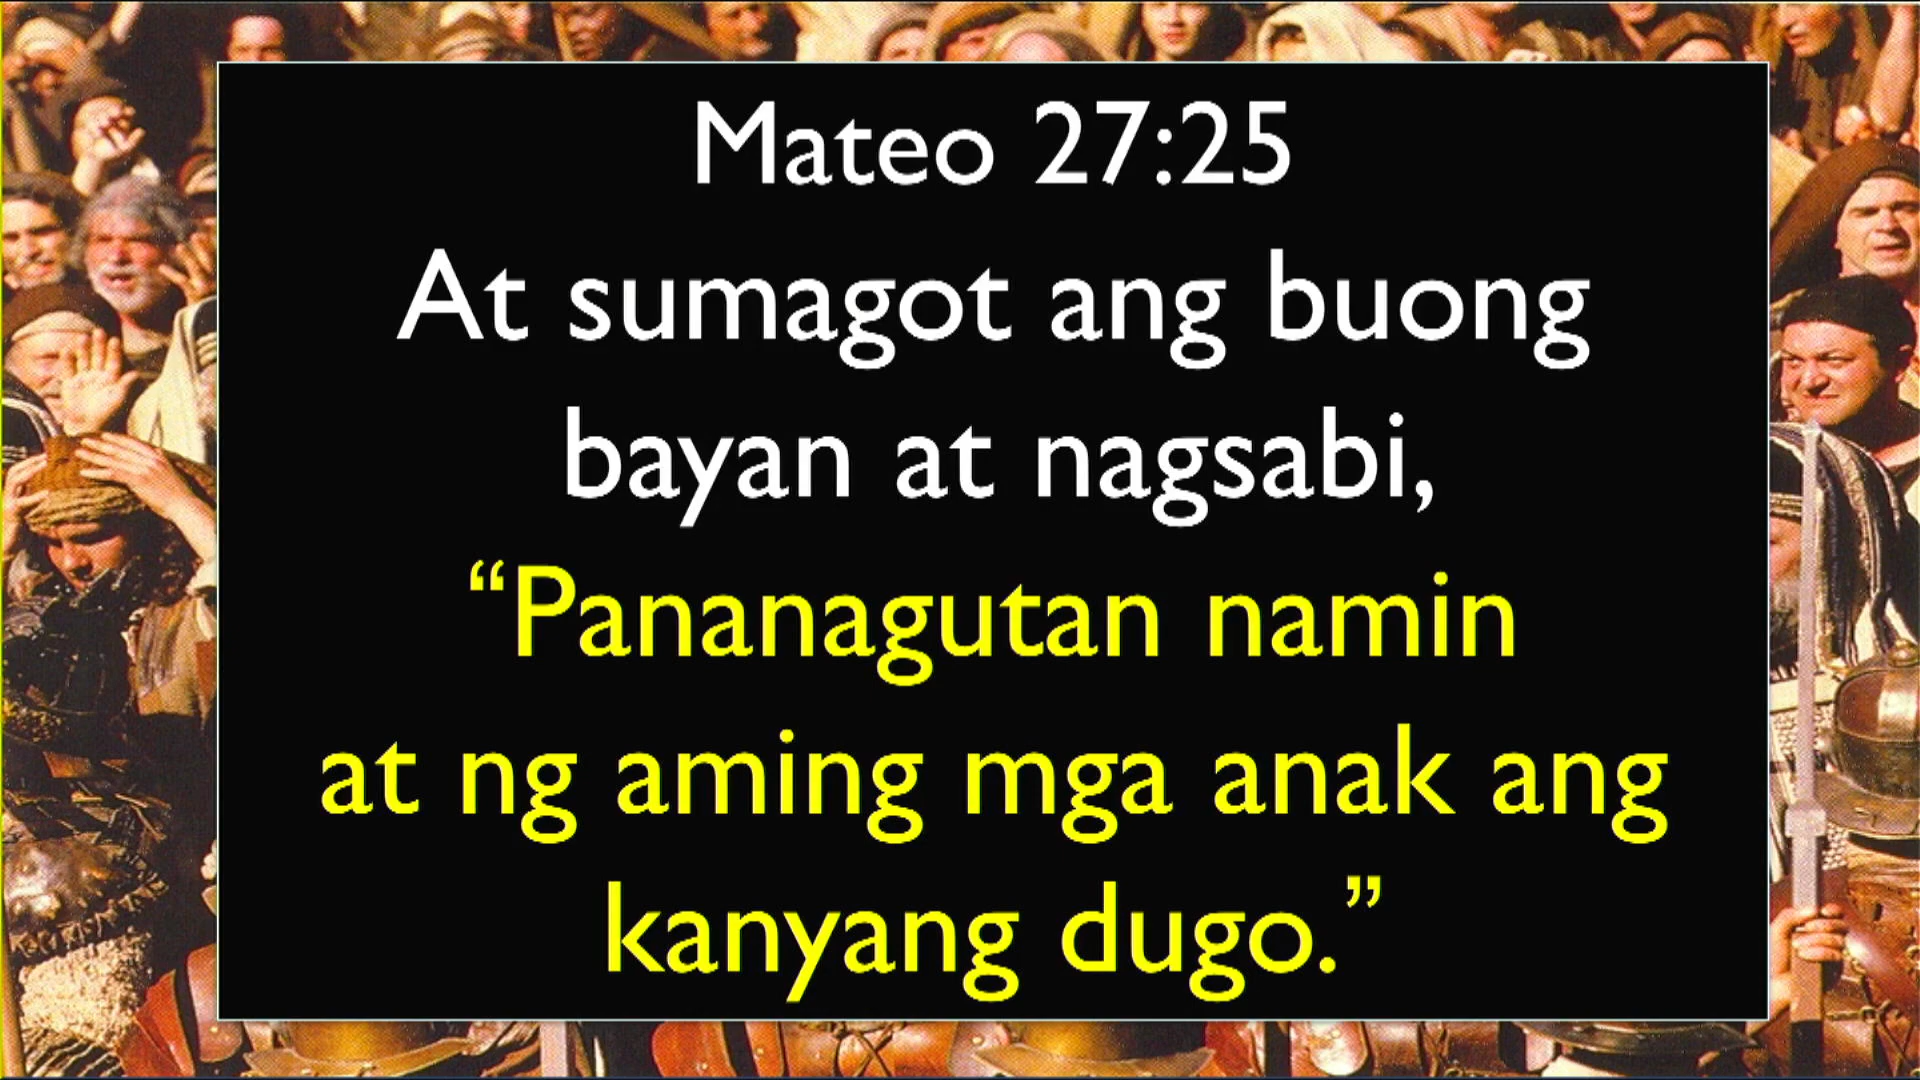 Mateo 27:25
At sumagot ang buong
bayan at nagsabi,
“Pananagutan namin
at ng aming mga anak ang
kanyang dugo.”